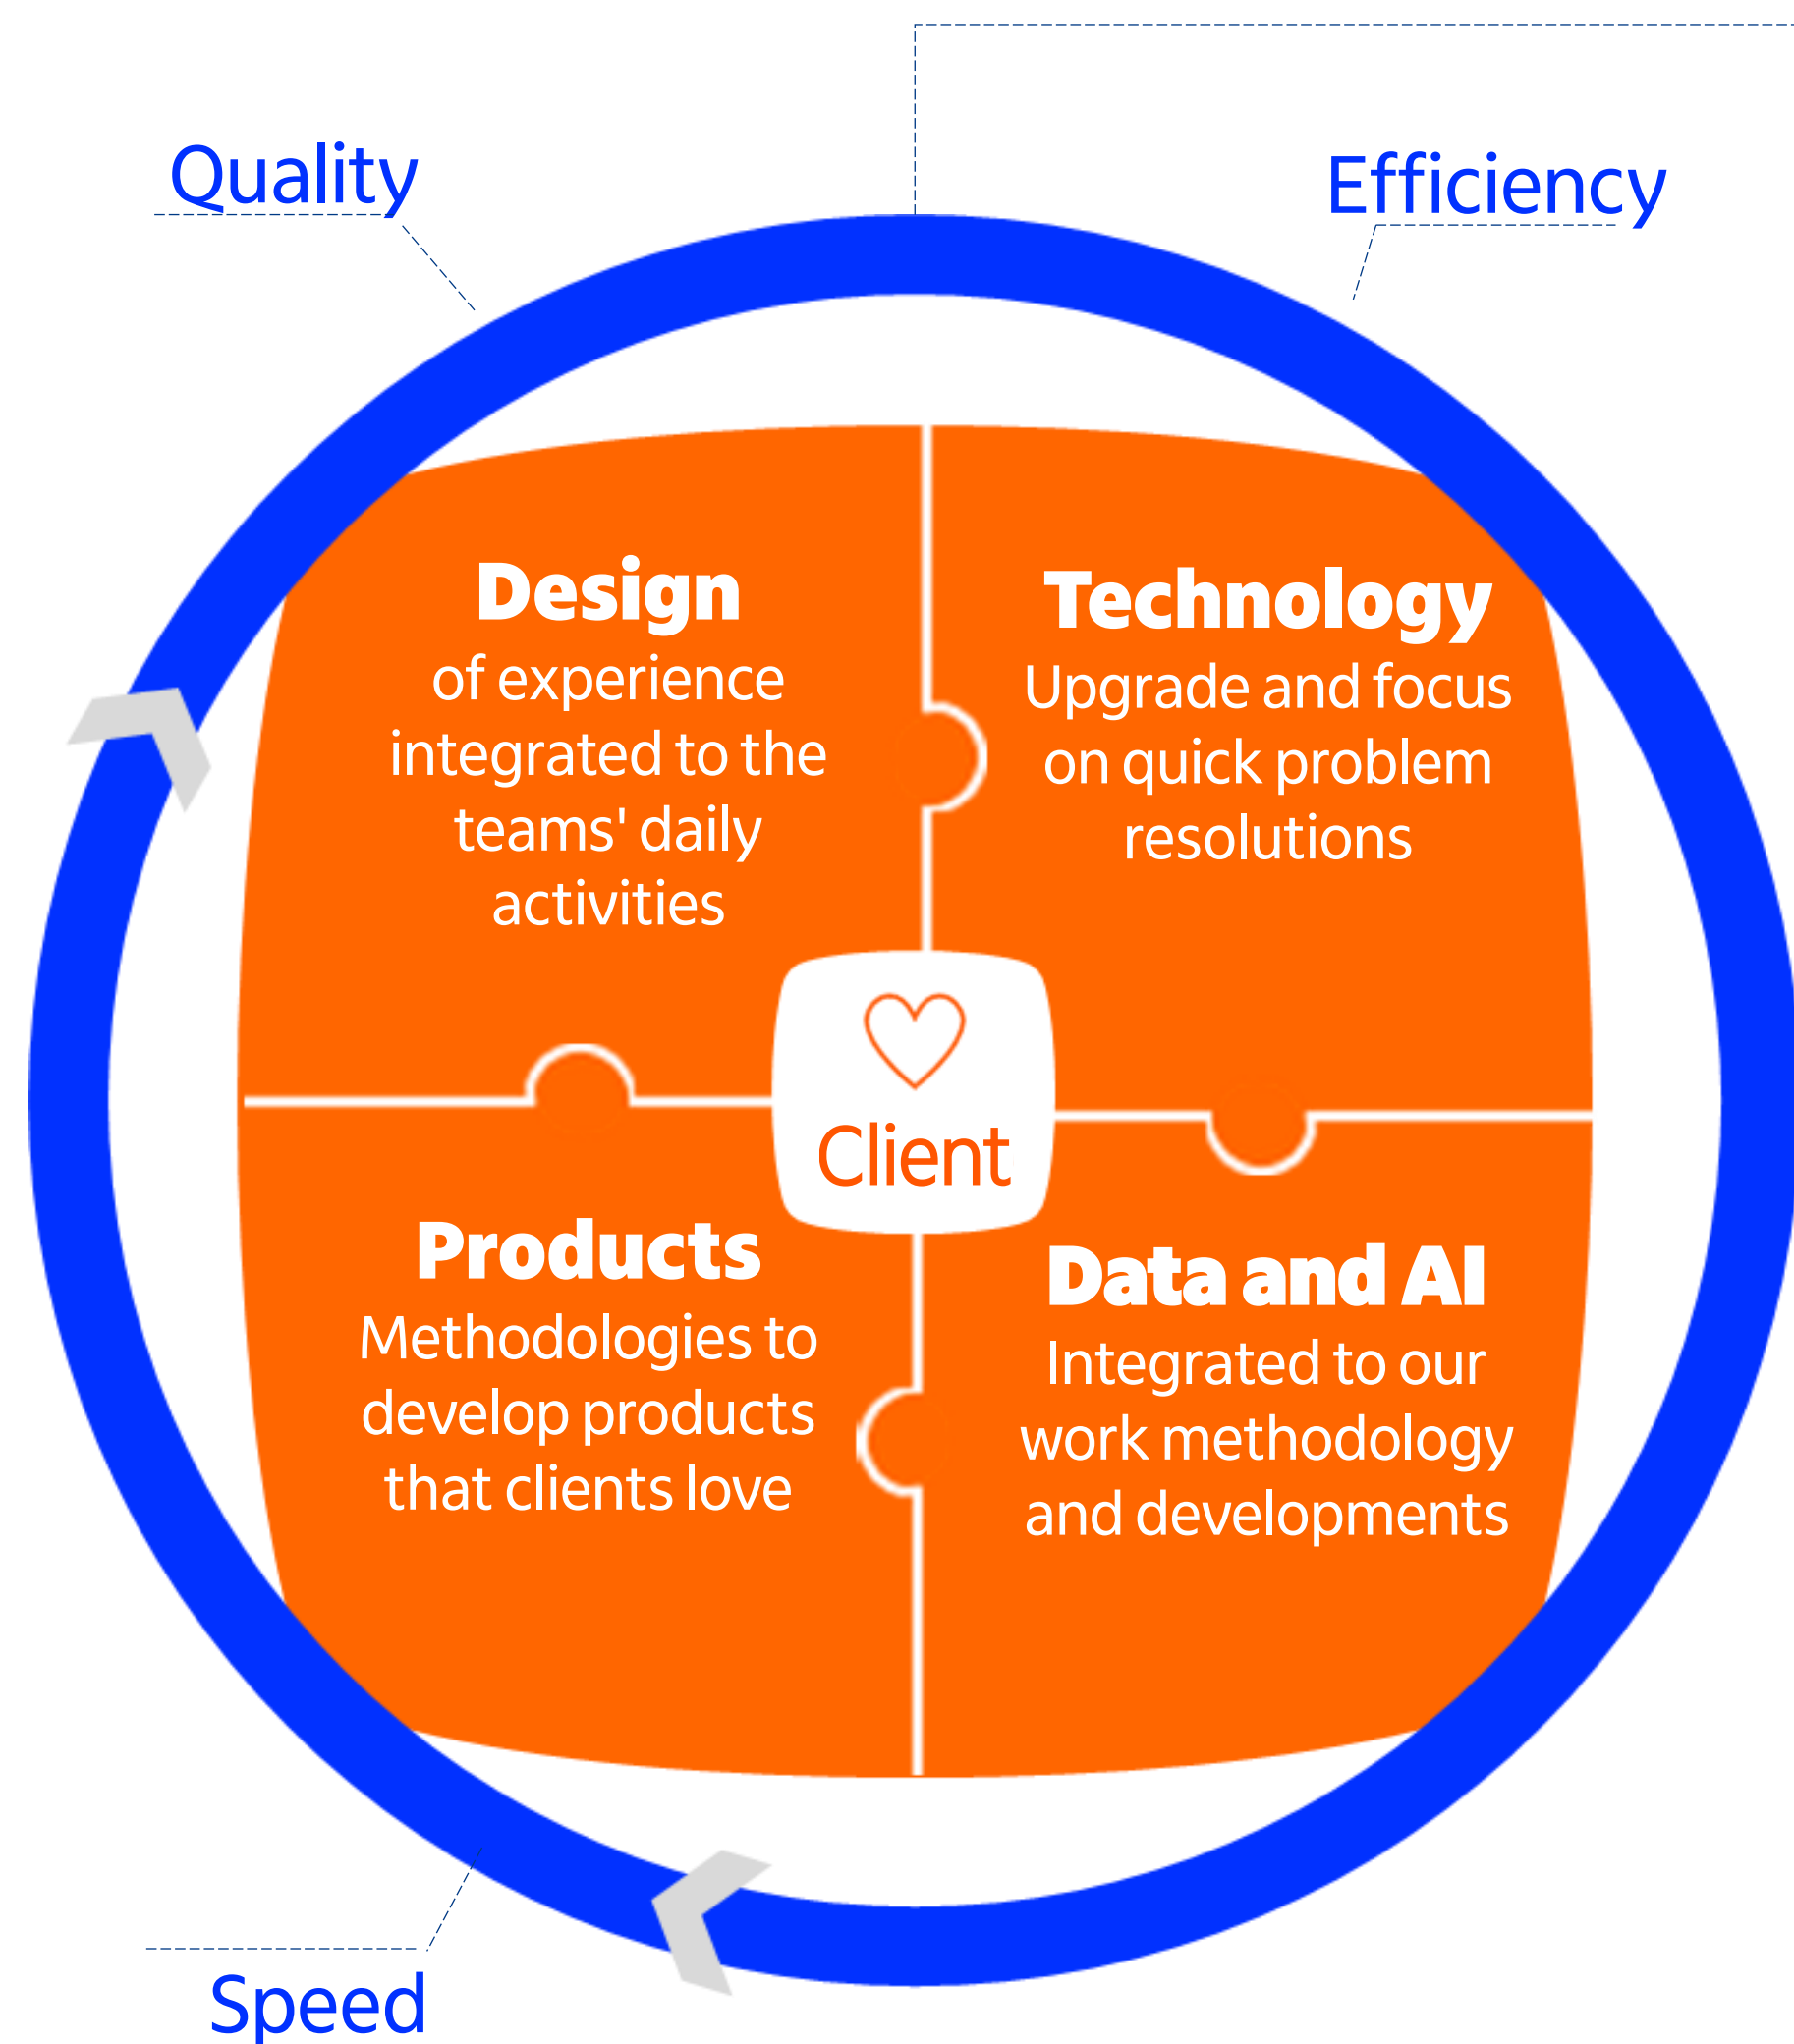 Quality
Efficiency
Design
of experience
integrated to the
teams' daily
activities
Technology
Upgrade and focus
on quick problem
resolutions
Client
Products
Methodologies to
develop products
that clients love
Data and AI
Integrated to our
work methodology
and developments
Speed